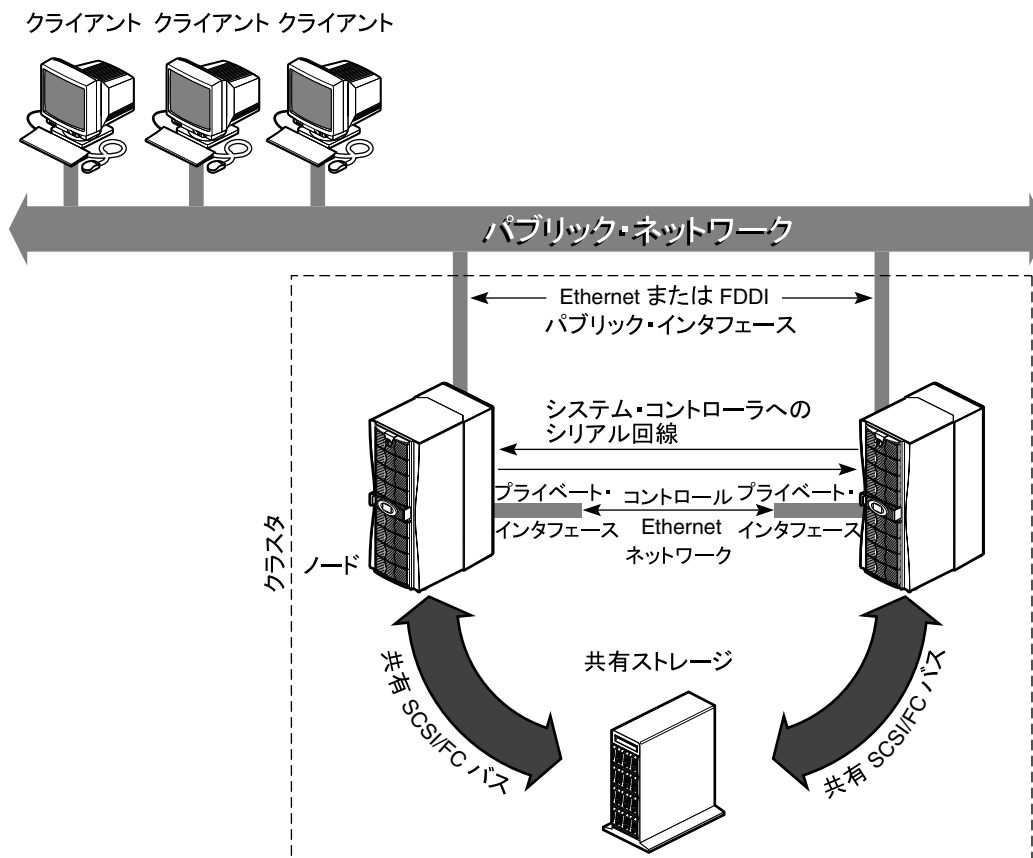 クライアント クライアント クライアント
パブリック・ネットワーク
Ethernet または FDDI
パブリック・インタフェース
システム・コントローラへの
シリアル回線
プライベート・
インタフェース
コントロール
Ethernet
ネットワーク
プライベート・
インタフェース
クラスタ
ノード
共有ストレージ
共有 SCSI/FC バス
共有 SCSI/FC バス